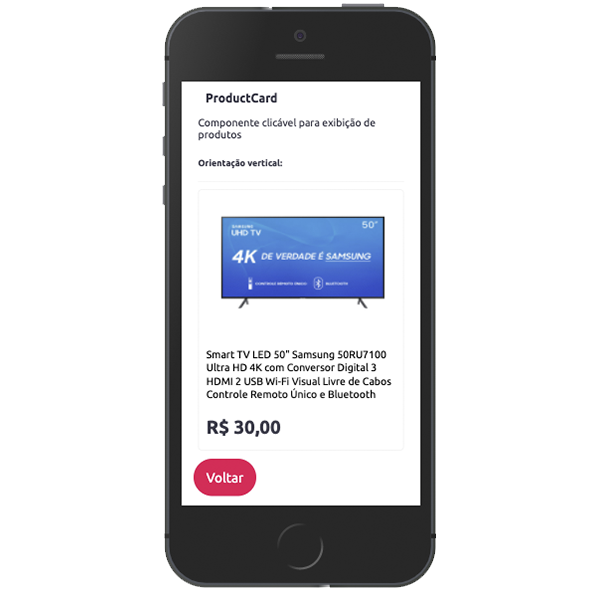 ProductCard
Componente clicável para exibição de
produtos
Orientação vertical:
SAMSUNG
UHD TV
50"
4K DE VERDADE É SAMSUNG
CONTROLE REMOTO ÚNICO
BLUETOOTH
Smart TV LED 50" Samsung 50RU7100
Ultra HD 4K com Conversor Digital 3
HDMI 2 USB Wi-Fi Visual Livre de Cabos
Controle Remoto Único e Bluetooth
R$ 30,00
Voltar